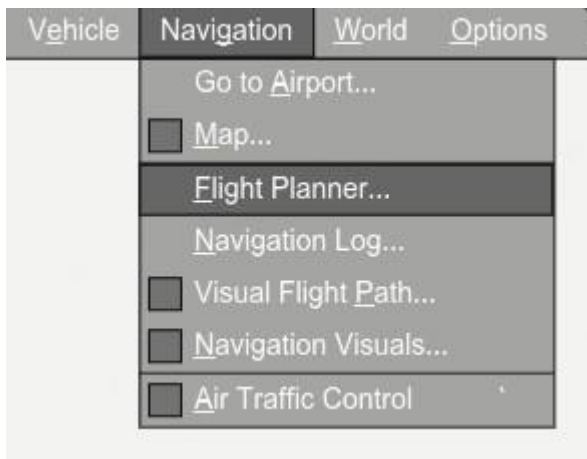 Vehicle Navigation World Options
Go to Airport...
Map...
Flight Planner...
Navigation Log...
Visual Flight Path...
Navigation Visuals...
Air Traffic Control